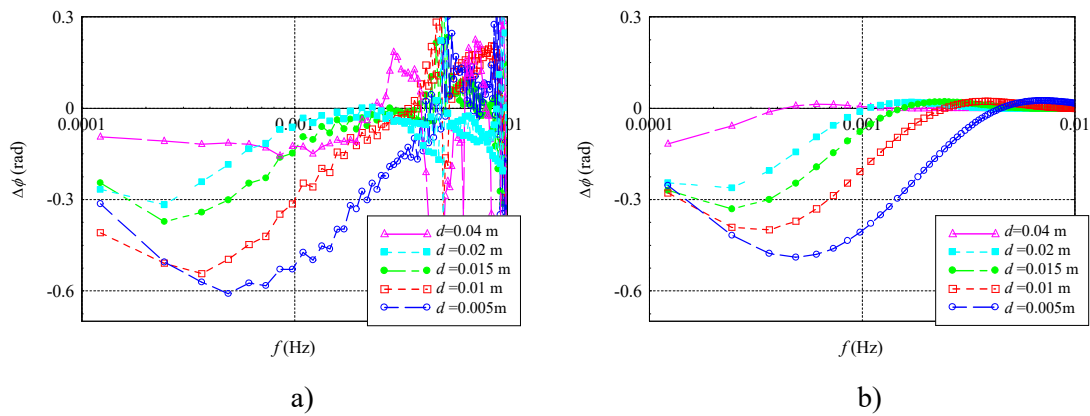 0.3
0
-0.3
-0.6
Δϕ (rad)
0.0001
0.001
0.01
f (Hz)
d=0.04 m
d=0.02 m
d=0.015 m
d=0.01 m
d =0.005m
a)
0.3
0
-0.3
-0.6
Δϕ (rad)
0.0001
0.001
0.01
f (Hz)
d=0.04 m
d=0.02 m
d=0.015 m
d=0.01 m
d =0.005m
b)